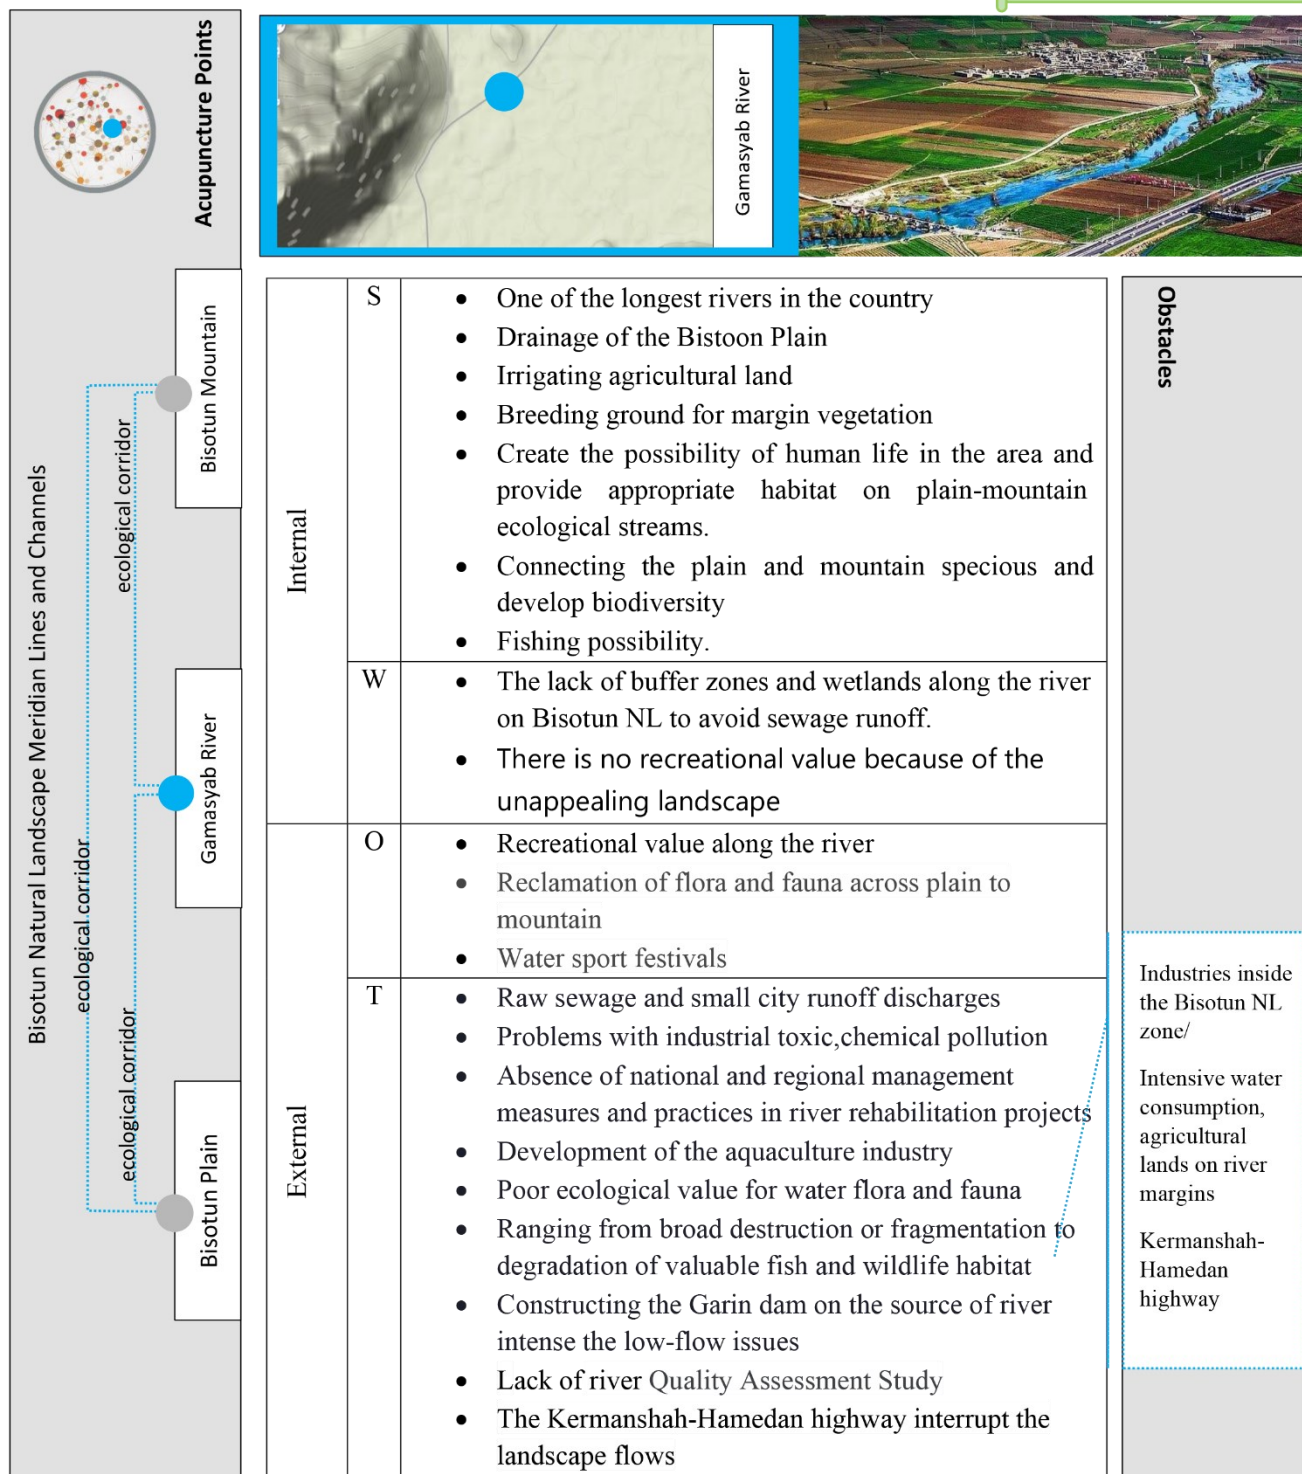 Acupuncture Points
Gamasyab River
Bisotun Natural Landscape Meridian Lines and Channels
ecological corridor
ecological corridor
ecological corridor
Bisotun Mountain
Gamasyab River
Bisotun Plain
Internal
S
• One of the longest rivers in the country
• Drainage of the Bistoon Plain
• Irrigating agricultural land
• Breeding ground for margin vegetation
• Create the possibility of human life in the area and
provide appropriate habitat on plain-mountain
ecological streams.
• Connecting the plain and mountain specious and
develop biodiversity
• Fishing possibility.
W
• The lack of buffer zones and wetlands along the river
on Bisotun NL to avoid sewage runoff.
• There is no recreational value because of the
unappealing landscape
External
O
• Recreational value along the river
• Reclamation of flora and fauna across plain to
mountain
• Water sport festivals
T
• Raw sewage and small city runoff discharges
• Problems with industrial toxic,chemical pollution
• Absence of national and regional management
measures and practices in river rehabilitation projects
• Development of the aquaculture industry
• Poor ecological value for water flora and fauna
• Ranging from broad destruction or fragmentation to
degradation of valuable fish and wildlife habitat
• Constructing the Garin dam on the source of river
intense the low-flow issues
• Lack of river Quality Assessment Study
• The Kermanshah-Hamedan highway interrupt the
landscape flows
Obstacles
Industries inside
the Bisotun NL
zone/
Intensive water
consumption,
agricultural
lands on river
margins
Kermanshah-
Hamedan
highway